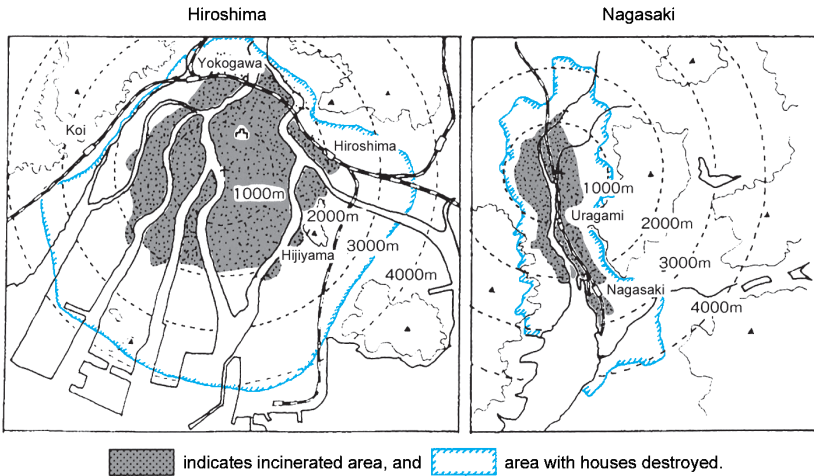 Hiroshima
Yokogawa
Koi
Hiroshima
1000m
2000m
Hijiyama
3000m
4000m
Nagasaki
1000m
Uragami
2000m
3000m
Nagasaki
4000m
indicates incinerated area, and
area with houses destroyed.